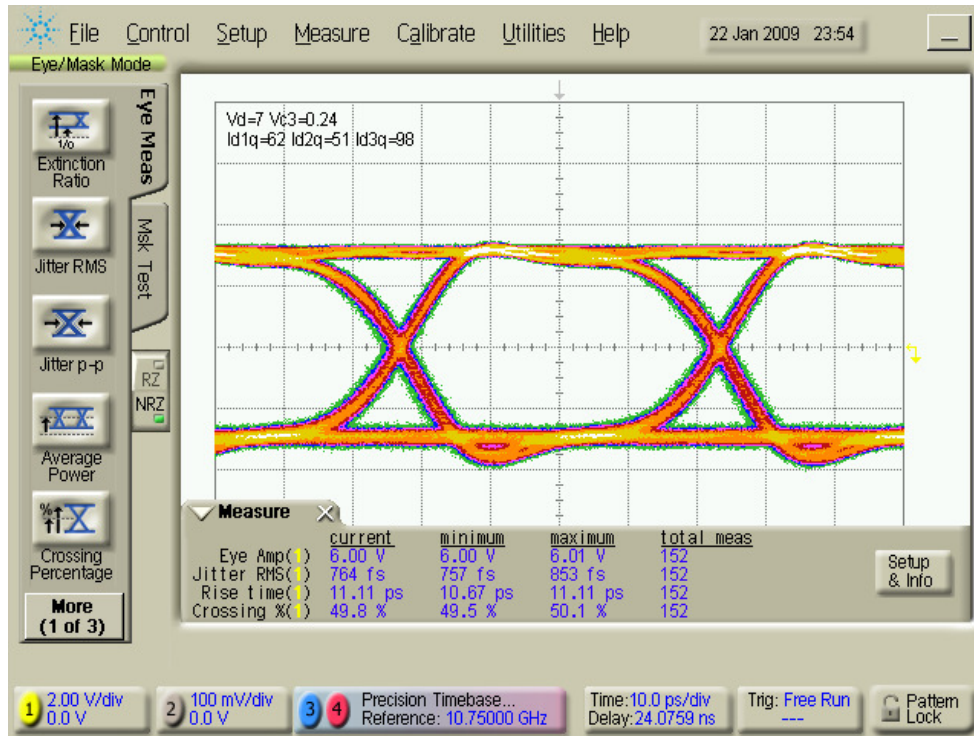 File Control Setup Measure Calibrate Utilities Help 22 Jan 2009 23:54
Eye/Mask Mode
Eye Meas
Msk Test
1/0
Extinction
Ratio
Jitter RMS
Jitter p-p
RZ
NRZ
Average
Power
%
Crossing
Percentage
More
(1 of 3)
Vd=7 Vc3=0.24
Id1q=62 Id2q=51 Id3q=98
Measure
current minimum maximum total meas
Eye Amp(1) 6.00 V 6.00 V 6.01 V 152
Jitter RMS(1) 764 fs 757 fs 853 fs 152
Rise time(1) 11.11 ps 10.67 ps 11.11 ps 152
Crossing %(1) 49.8 % 49.5 % 50.1 % 152
Setup
& Info
1 2.00 V/div
0.0 V
2 100 mV/div
0.0 V
3 4 Precision Timebase...
Reference: 10.75000 GHz
Time:10.0 ps/div
Delay:24.0759 ns
Trig: Free Run
---
Pattern
Lock